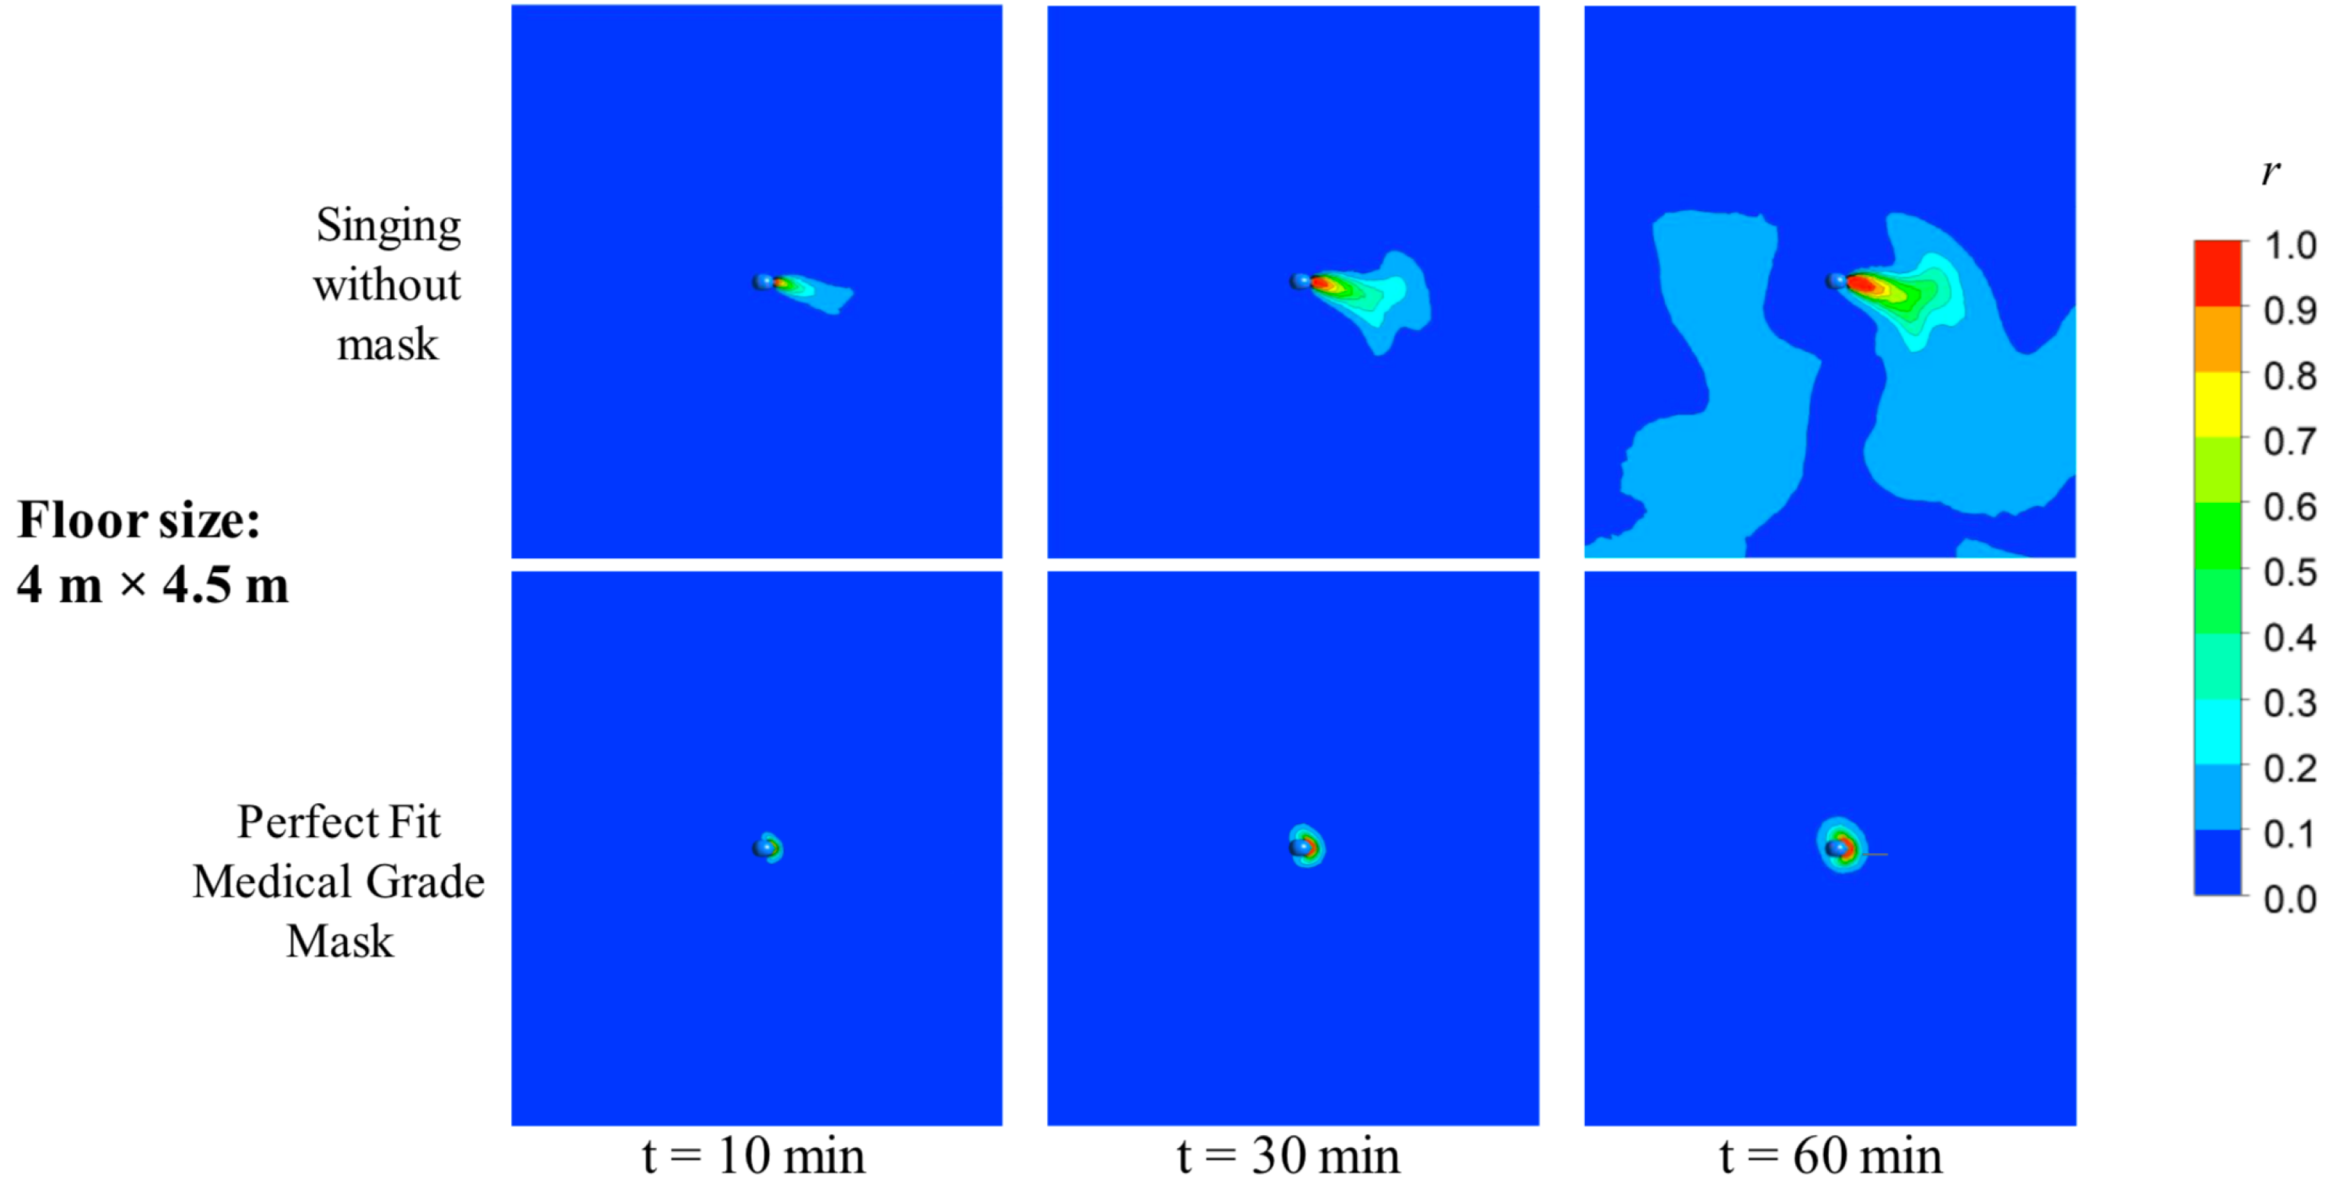 Singing
without
mask
Floor size:
4 m × 4.5 m
Perfect Fit
Medical Grade
Mask
t = 10 min
t = 30 min
t = 60 min
r
1.0
0.9
0.8
0.7
0.6
0.5
0.4
0.3
0.2
0.1
0.0